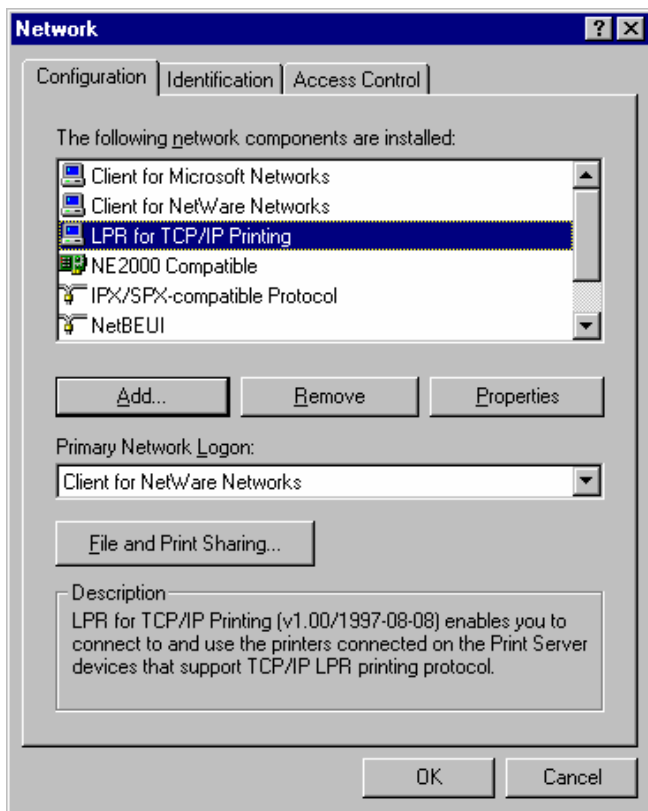 Network
Configuration Identification Access Control
The following network components are installed:
Client for Microsoft Networks
Client for NetWare Networks
LPR for TCP/IP Printing
NE2000 Compatible
IPX/SPX-compatible Protocol
NetBEUI
Add... Remove Properties
Primary Network Logon:
Client for NetWare Networks
File and Print Sharing...
Description
LPR for TCP/IP Printing (v1.00/1997-08-08) enables you to
connect to and use the printers connected on the Print Server
devices that support TCP/IP LPR printing protocol.
OK Cancel